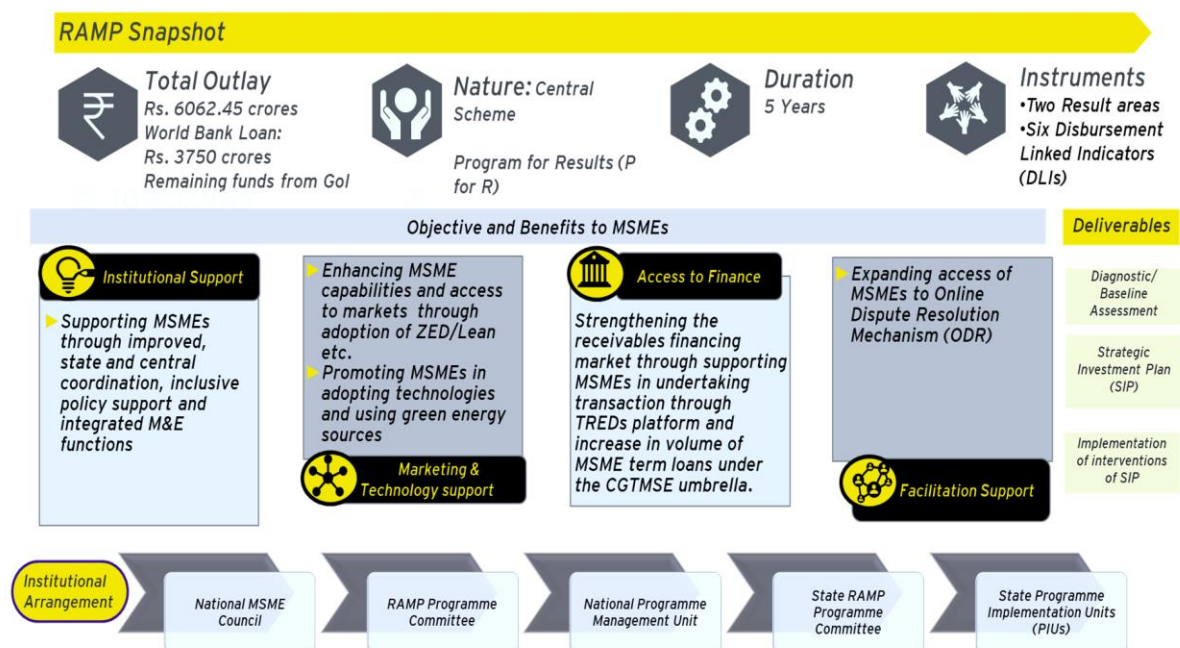 RAMP Snapshot
Total Outlay
Rs. 6062.45 crores
World Bank Loan:
Rs. 3750 crores
Remaining funds from GoI
Nature: Central
Scheme
Program for Results (P
for R)
Duration
5 Years
Instruments
•Two Result areas
•Six Disbursement
Linked Indicators
(DLIs)
Objective and Benefits to MSMEs
Deliverables
Institutional Support
Supporting MSMEs
through improved,
state and central
coordination, inclusive
policy support and
integrated M&E
functions
Enhancing MSME
capabilities and access
to markets through
adoption of ZED/Lean
etc.
Promoting MSMEs in
adopting technologies
and using green energy
sources
Marketing &
Technology support
Access to Finance
Strengthening the
receivables financing
market through supporting
MSMEs in undertaking
transaction through
TREDs platform and
increase in volume of
MSME term loans under
the CGTMSE umbrella.
Expanding access of
MSMEs to Online
Dispute Resolution
Mechanism (ODR)
Facilitation Support
Diagnostic/
Baseline
Assessment
Strategic
Investment Plan
(SIP)
Implementation
of interventions
of SIP
Institutional
Arrangement
National MSME
Council
RAMP Programme
Committee
National Programme
Management Unit
State RAMP
Programme
Committee
State Programme
Implementation Units
(PIUs)